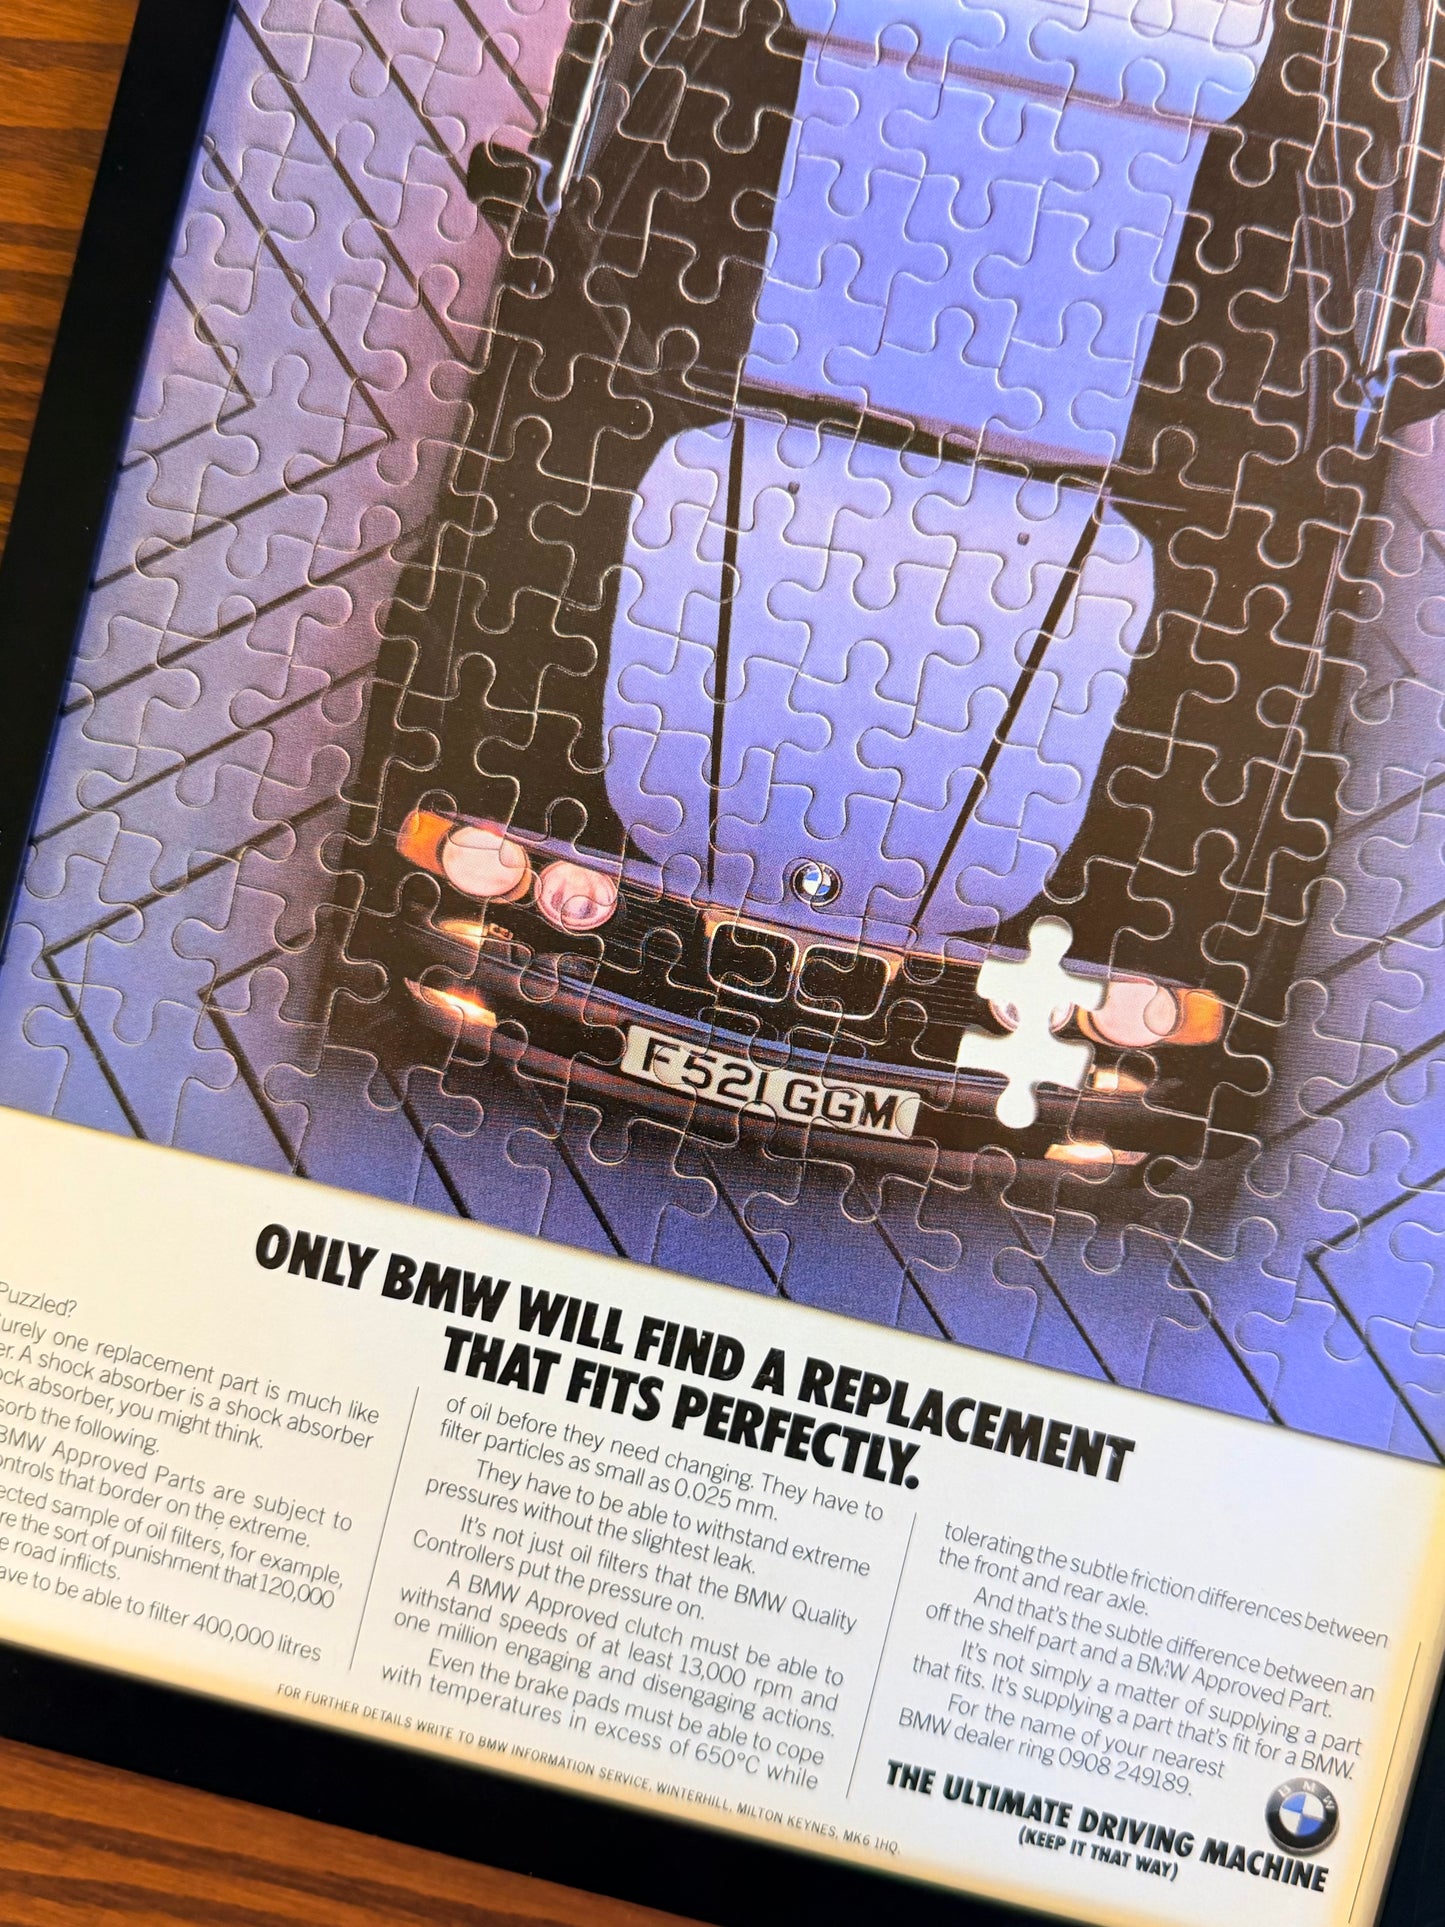 F521 GGM
ONLY BMW WILL FIND A REPLACEMENT
THAT FITS PERFECTLY.
Puzzled?
urely one replacement part is much like
er. A shock absorber is a shock absorber
ock absorber, you might think.
sorb the following.
BMW Approved Parts are subject to
ontrols that border on the extreme.
ected sample of oil filters, for example,
re the sort of punishment that 120,000
e road inflicts.
ave to be able to filter 400,000 litres
of oil before they need changing. They have to
filter particles as small as 0.025 mm.
They have to be able to withstand extreme
pressures without the slightest leak.
It's not just oil filters that the BMW Quality
Controllers put the pressure on.
A BMW Approved clutch must be able to
withstand speeds of at least 13,000 rpm and
one million engaging and disengaging actions.
Even the brake pads must be able to cope
with temperatures in excess of 650°C while
tolerating the subtle friction differences between
the front and rear axle.
And that's the subtle difference between an
off the shelf part and a BMW Approved Part.
It's not simply a matter of supplying a part
that fits. It's supplying a part that's fit for a BMW.
For the name of your nearest
BMW dealer ring 0908 249189.
FOR FURTHER DETAILS WRITE TO BMW INFORMATION SERVICE, WINTERHILL, MILTON KEYNES, MK6 1HQ.
THE ULTIMATE DRIVING MACHINE
(KEEP IT THAT WAY)
BMW